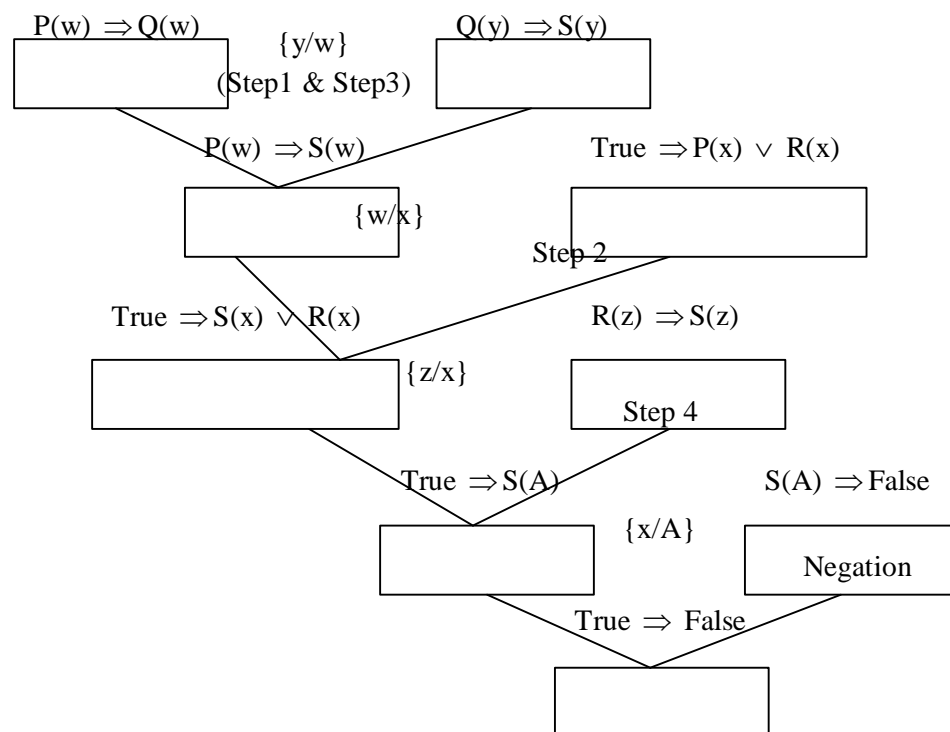 P(w) ⇒ Q(w)
{y/w}
Q(y) ⇒ S(y)
(Step1 & Step3)
P(w) ⇒ S(w)
True ⇒ P(x) ∨ R(x)
{w/x}
Step 2
True ⇒ S(x) ∨ R(x)
R(z) ⇒ S(z)
{z/x}
Step 4
True ⇒ S(A)
S(A) ⇒ False
{x/A}
Negation
True ⇒ False